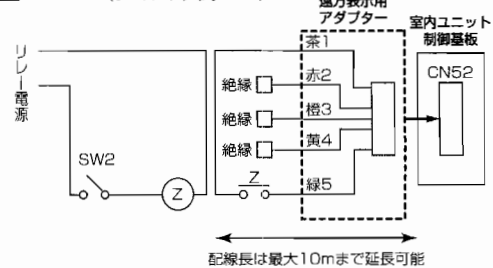 遠方表示用
アダプター
室内ユニット
制御基板
リレー電源
茶1
CN52
絶縁
赤2
絶縁
橙3
絶縁
黄4
SW2
Z
Z
緑5
配線長は最大10mまで延長可能